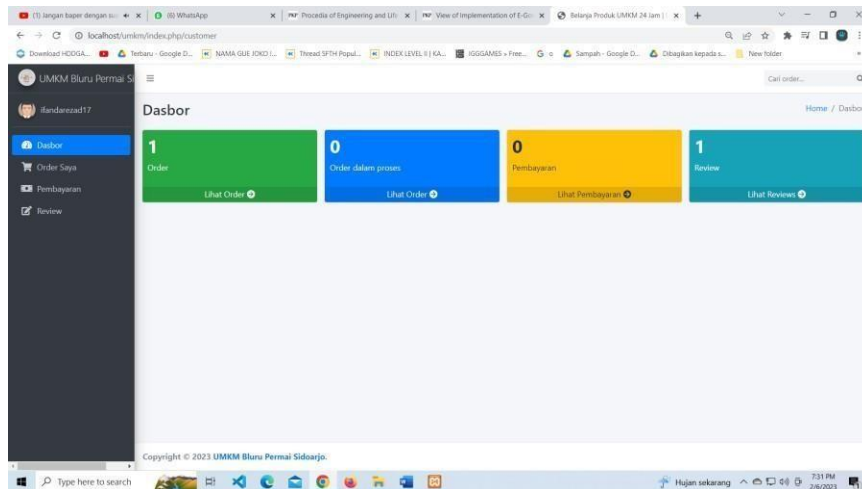 (1) Jangan baper dengan su
(6) WhatsApp
Procedia of Engineering and Life
View of Implementation of E-Go
Belanja Produk UMKM 24 Jam |
localhost/umkm/index.php/customer
Download HDDGA...
Terbaru - Google D...
NAMA GUE JOKO /...
Thread SFTH Popul...
INDEX LEVEL II | KA...
IGGGAMES » Free...
Sampah - Google D...
Dibagikan kepada s...
New folder
UMKM Bluru Permai Si
Cari order...
ifandarezad17
Dasbor
Home / Dasbo
Dasbor
Order Saya
Pembayaran
Review
1
Order
Lihat Order
0
Order dalam proses
Lihat Order
0
Pembayaran
Lihat Pembayaran
1
Review
Lihat Reviews
Copyright © 2023 UMKM Bluru Permai Sidoarjo.
Type here to search
Hujan sekarang
7:31 PM
2/6/2023